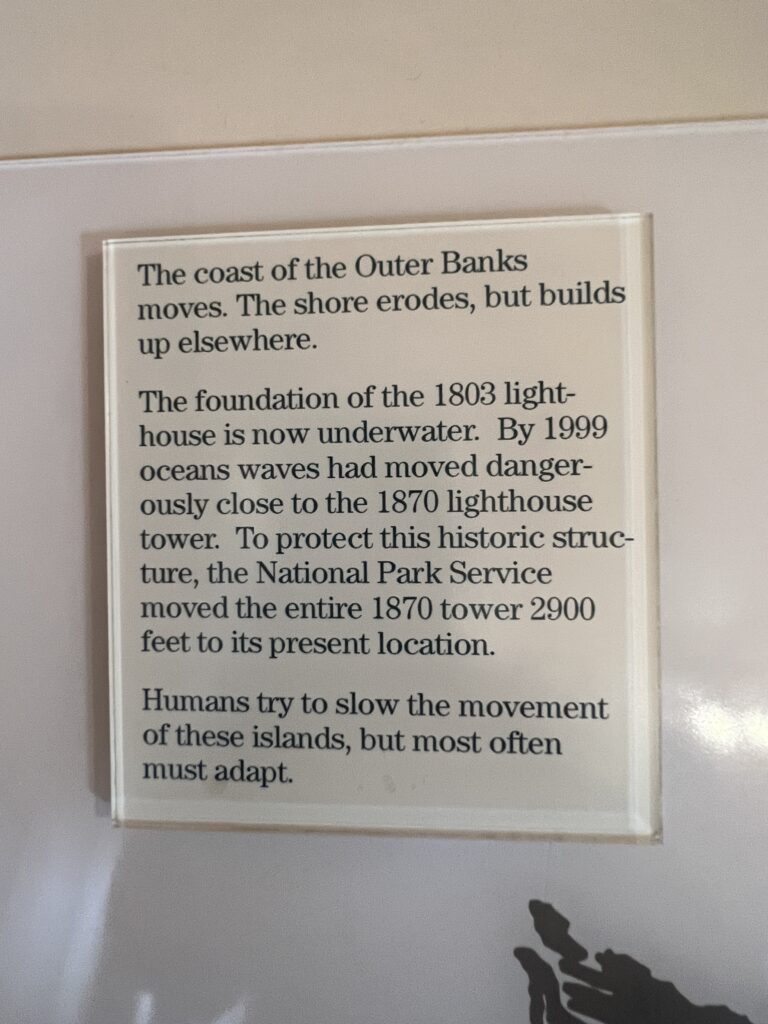 The coast of the Outer Banks
moves. The shore erodes, but builds
up elsewhere.
The foundation of the 1803 light-
house is now underwater.  By 1999
oceans waves had moved danger-
ously close to the 1870 lighthouse
tower.  To protect this historic struc-
ture, the National Park Service
moved the entire 1870 tower 2900
feet to its present location.
Humans try to slow the movement
of these islands, but most often
must adapt.